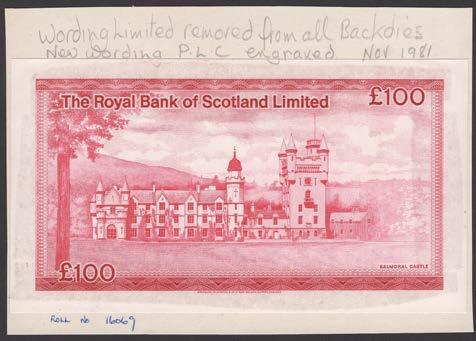 Wording Limited removed from all Backdies
New wording P.L.C engraved Nov 1981
The Royal Bank of Scotland Limited £100
£100
BALMORAL CASTLE
ROLL No 16069